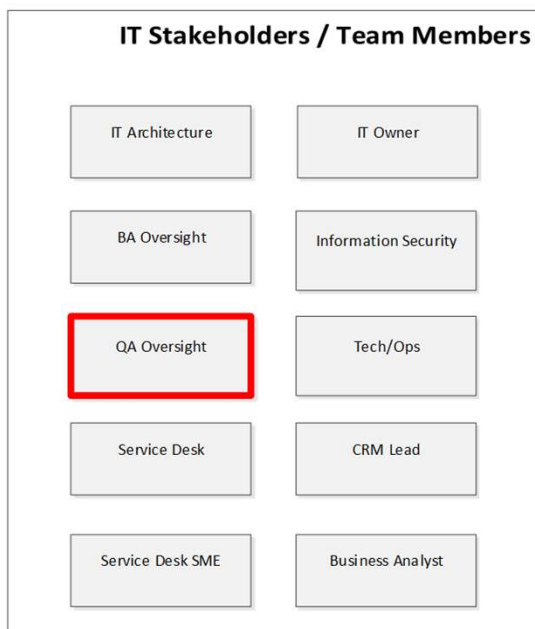 IT Stakeholders / Team Members
IT Architecture
IT Owner
BA Oversight
Information Security
QA Oversight
Tech/Ops
Service Desk
CRM Lead
Service Desk SME
Business Analyst